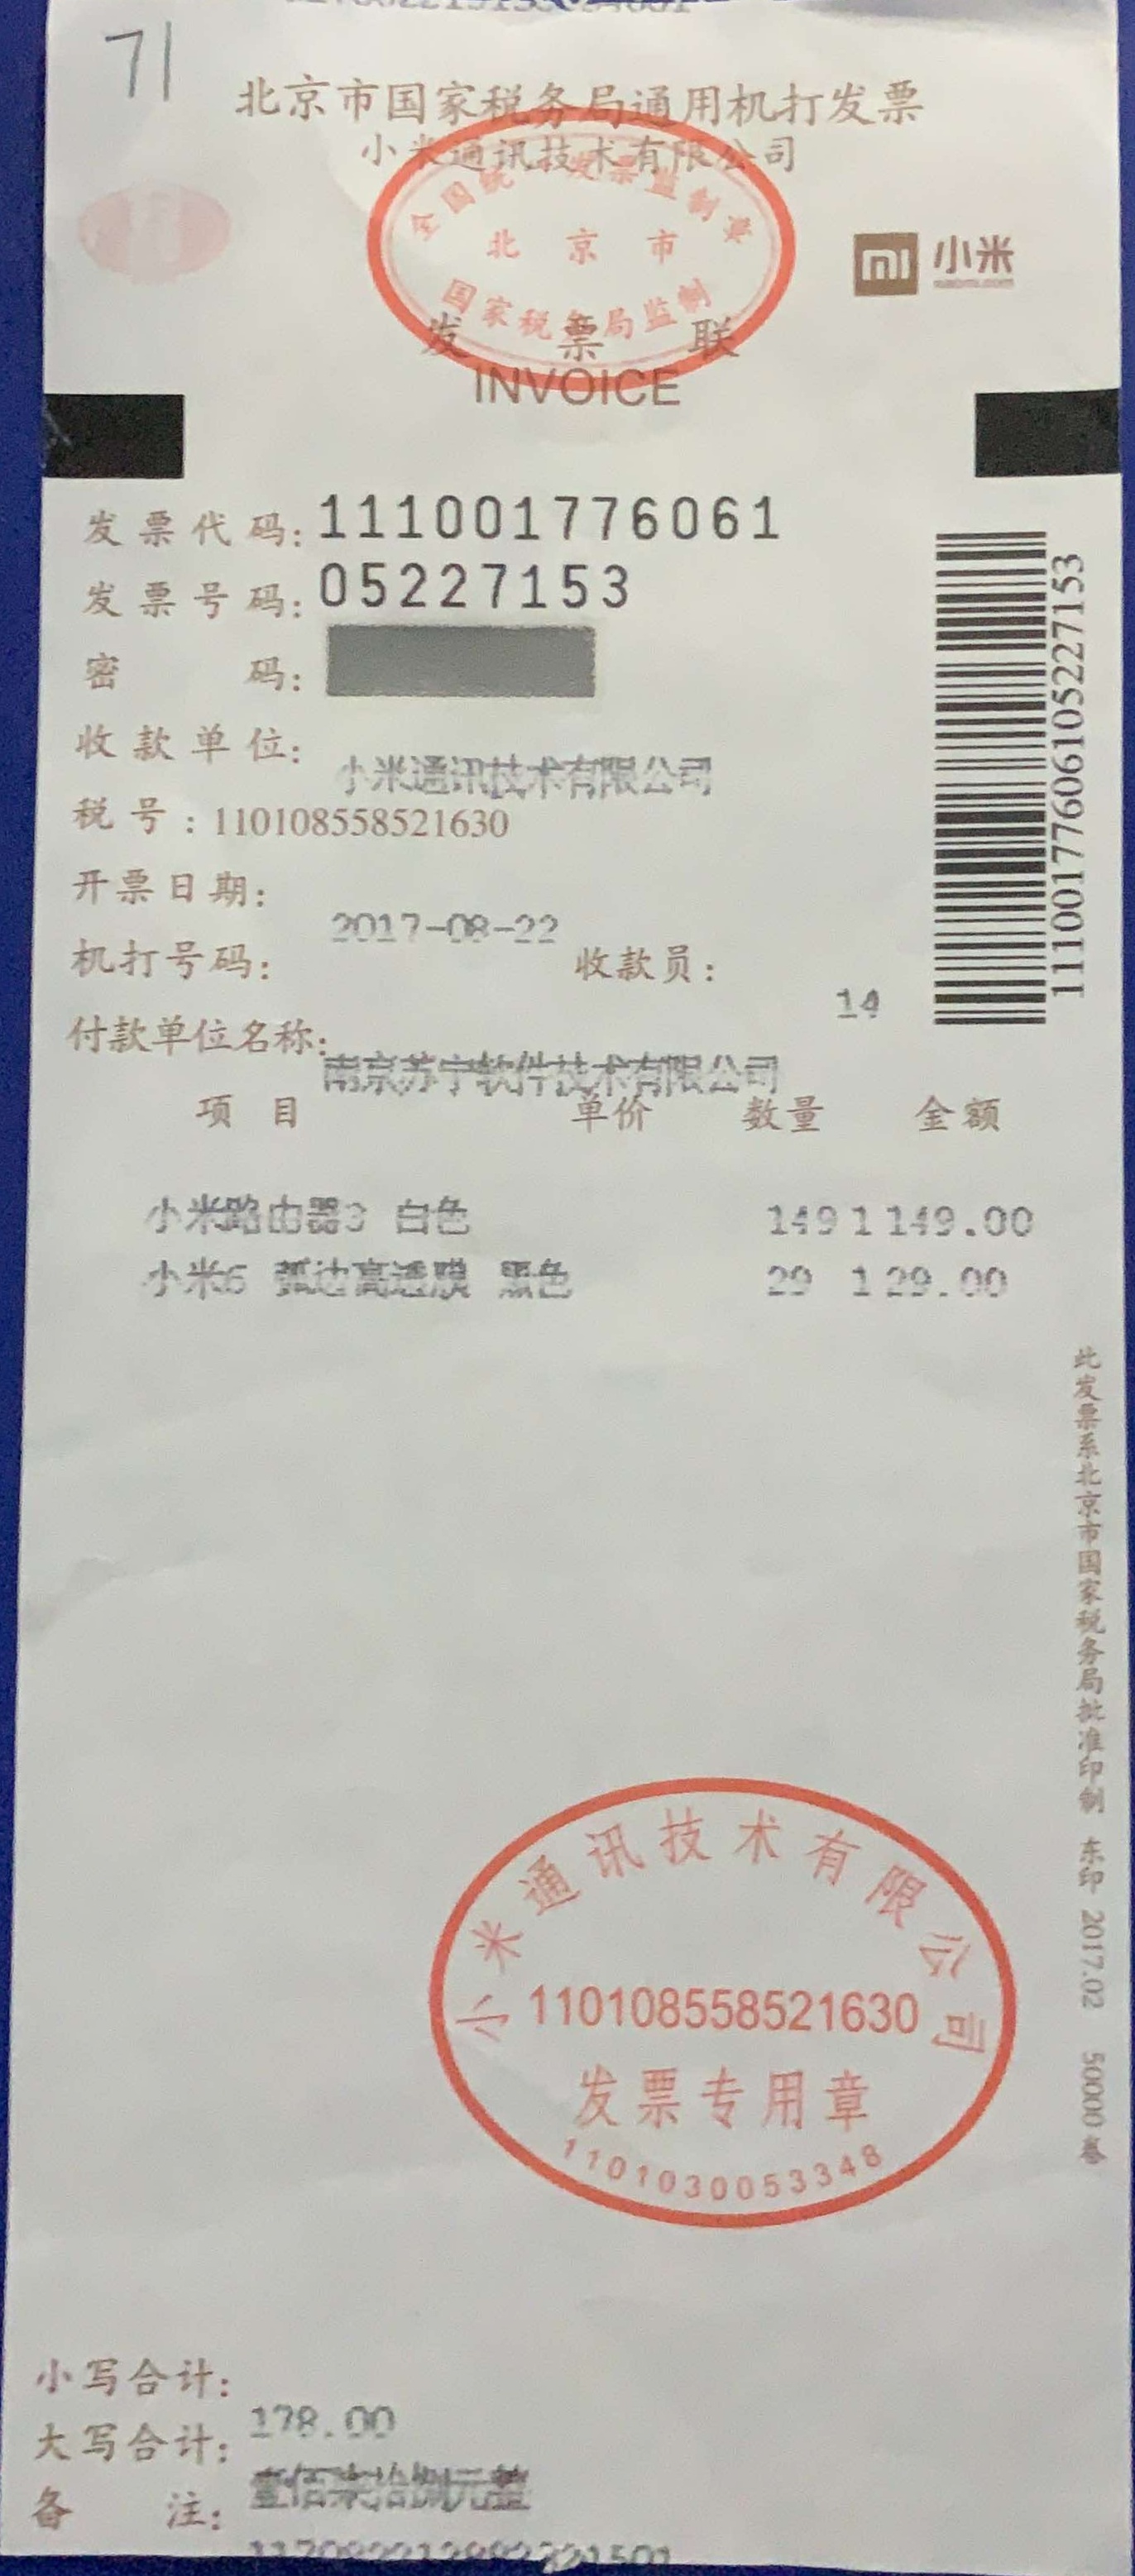 71
北京市国家税务局通用机打发票
小米通讯技术有限公司
全国统一发票监制章
北京市
国家税务局监制
小米
发票联
INVOICE
发票代码:111001776061
发票号码:05227153
密码:
收款单位:小米通讯技术有限公司
税号:110108558521630
开票日期:2017-08-22
机打号码: 收款员:14
付款单位名称:南京苏宁软件技术有限公司
项目 单价 数量 金额
小米路由器3 白色 149 1 149.00
小米6 弧边高透膜 黑色 29 1 29.00
11100177606105227153
此发票系北京市国家税务局批准印制 东印 2017.02 50000卷
小米通讯技术有限公司
110108558521630
发票专用章
1101030053348
小写合计:178.00
大写合计:壹佰柒拾捌元整
备注: